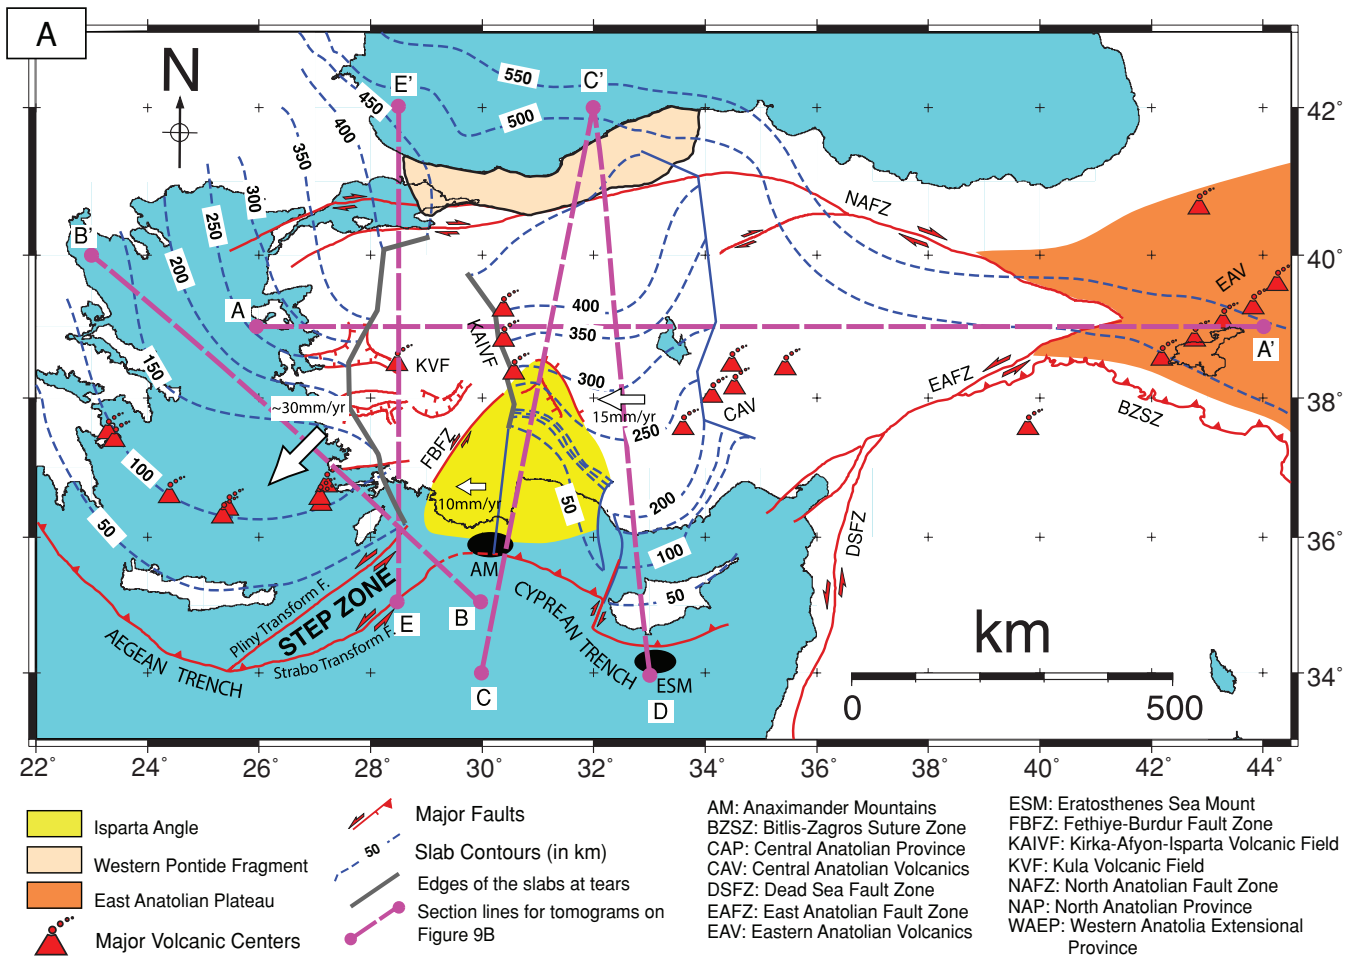 A
N
E'
C'
550
500
450
400
350
300
250
200
150
100
50
B'
A
42°
40°
38°
36°
34°
NAFZ
EAV
A'
400
350
300
250
200
100
50
50
KAIVF
KVF
~30mm/yr
15mm/yr
10mm/yr
CAV
EAFZ
BZSZ
FBFZ
DSFZ
AM
CYPREAN TRENCH
Pliny Transform F.
STEP ZONE
Strabo Transform F.
AEGEAN TRENCH
E
B
C
D
ESM
km
0
500
22°
24°
26°
28°
30°
32°
34°
36°
38°
40°
42°
44°
Isparta Angle
Western Pontide Fragment
East Anatolian Plateau
Major Volcanic Centers
Major Faults
50
Slab Contours (in km)
Edges of the slabs at tears
Section lines for tomograms on
Figure 9B
AM: Anaximander Mountains
BZSZ: Bitlis-Zagros Suture Zone
CAP: Central Anatolian Province
CAV: Central Anatolian Volcanics
DSFZ: Dead Sea Fault Zone
EAFZ: East Anatolian Fault Zone
EAV: Eastern Anatolian Volcanics
ESM: Eratosthenes Sea Mount
FBFZ: Fethiye-Burdur Fault Zone
KAIVF: Kirka-Afyon-Isparta Volcanic Field
KVF: Kula Volcanic Field
NAFZ: North Anatolian Fault Zone
NAP: North Anatolian Province
WAEP: Western Anatolia Extensional
Province